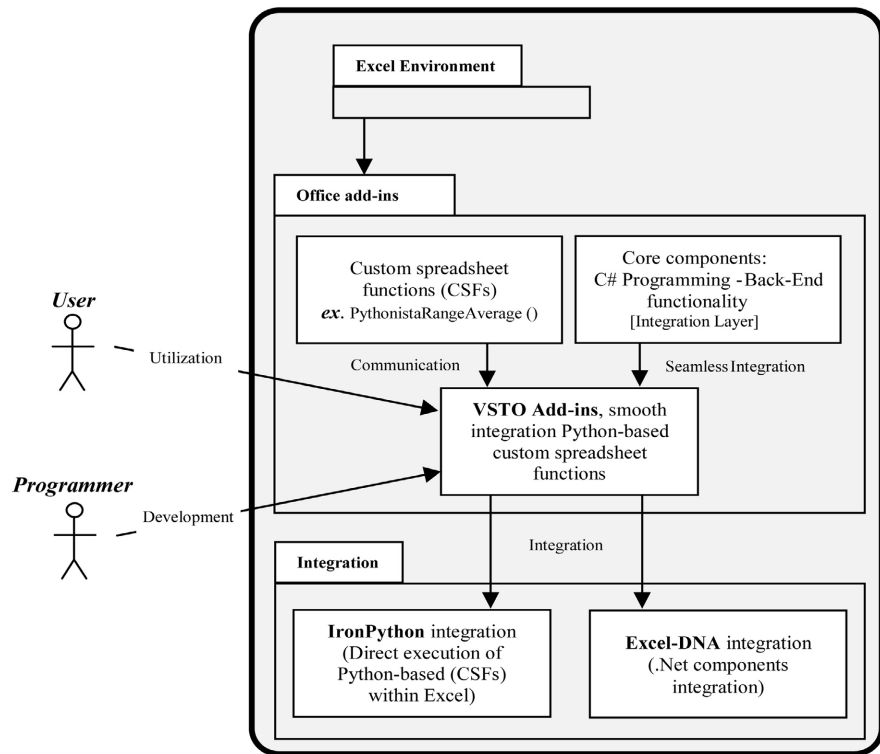 Excel Environment
Office add-ins
Custom spreadsheet
functions (CSFs)
ex. PythonistaRangeAverage ()
Core components:
C# Programming -Back-End
functionality
[Integration Layer]
User
Utilization
Communication
Seamless Integration
VSTO Add-ins, smooth
integration Python-based
custom spreadsheet
functions
Programmer
Development
Integration
Integration
IronPython integration
(Direct execution of
Python-based (CSFs)
within Excel)
Excel-DNA integration
(.Net components
integration)